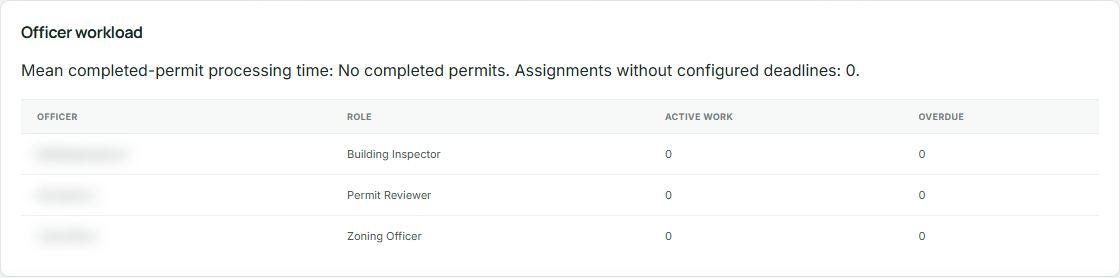 Officer workload
Mean completed-permit processing time: No completed permits. Assignments without configured deadlines: 0.
OFFICER ROLE ACTIVE WORK OVERDUE
Building Inspector 0 0
Permit Reviewer 0 0
Zoning Officer 0 0